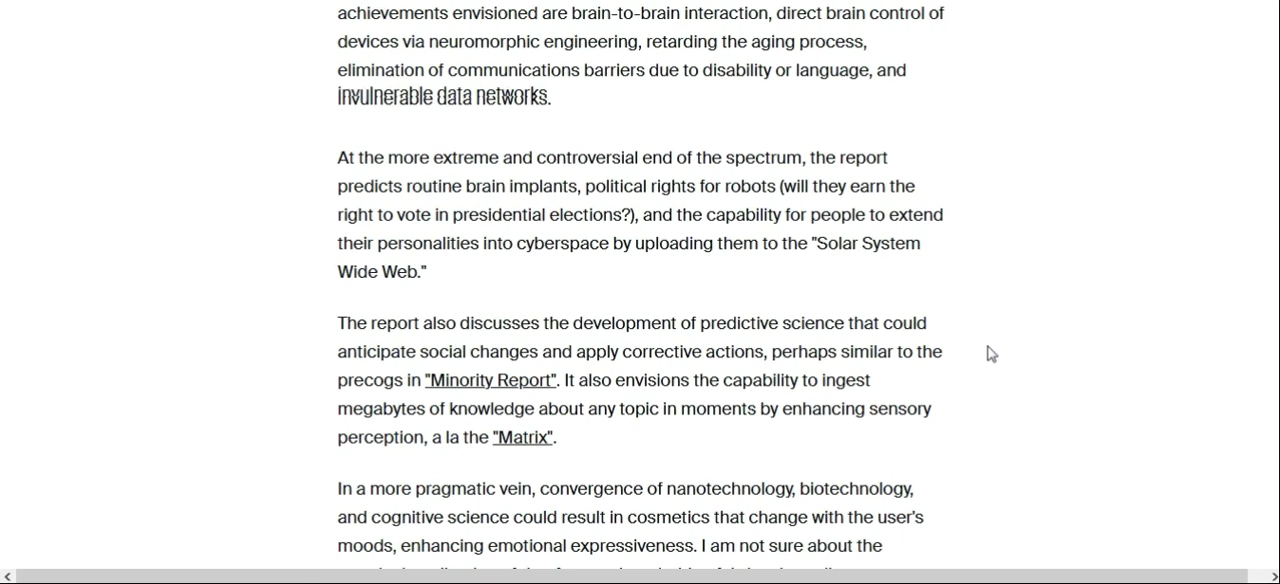 achievements envisioned are brain-to-brain interaction, direct brain control of
devices via neuromorphic engineering, retarding the aging process,
elimination of communications barriers due to disability or language, and
invulnerable data networks.
At the more extreme and controversial end of the spectrum, the report
predicts routine brain implants, political rights for robots (will they earn the
right to vote in presidential elections?), and the capability for people to extend
their personalities into cyberspace by uploading them to the "Solar System
Wide Web."
The report also discusses the development of predictive science that could
anticipate social changes and apply corrective actions, perhaps similar to the
precogs in "Minority Report". It also envisions the capability to ingest
megabytes of knowledge about any topic in moments by enhancing sensory
perception, a la the "Matrix".
In a more pragmatic vein, convergence of nanotechnology, biotechnology,
and cognitive science could result in cosmetics that change with the user's
moods, enhancing emotional expressiveness. I am not sure about the